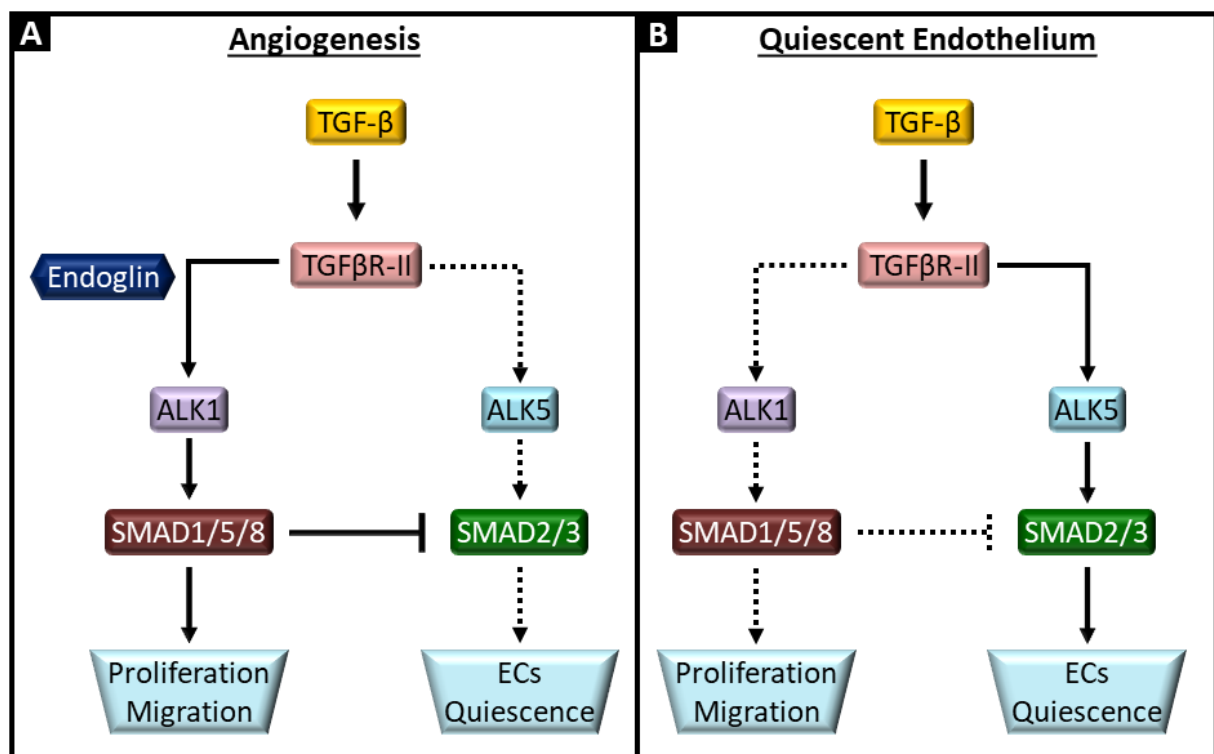 A
Angiogenesis
TGF-β
TGFβR-II
Endoglin
ALK1
ALK5
SMAD1/5/8
SMAD2/3
Proliferation
Migration
ECs
Quiescence
B
Quiescent Endothelium
TGF-β
TGFβR-II
ALK1
ALK5
SMAD1/5/8
SMAD2/3
Proliferation
Migration
ECs
Quiescence